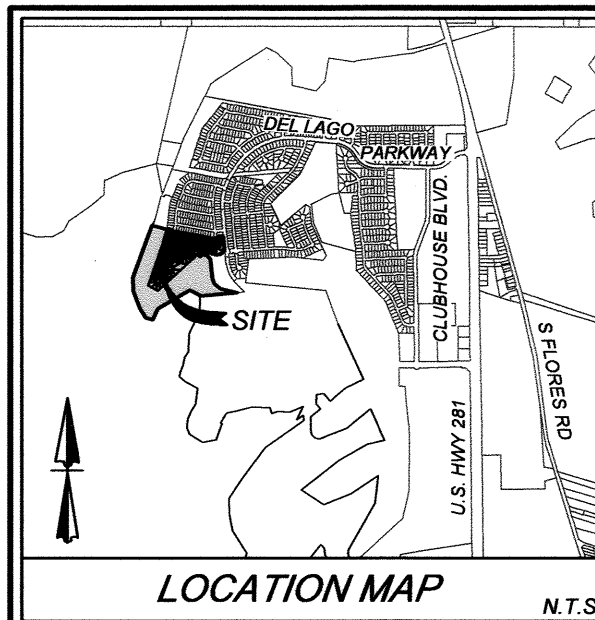 DEL LAGO
PARKWAY
CLUBHOUSE BLVD.
SITE
S FLORES RD
U.S. HWY 281
LOCATION MAP
N.T.S